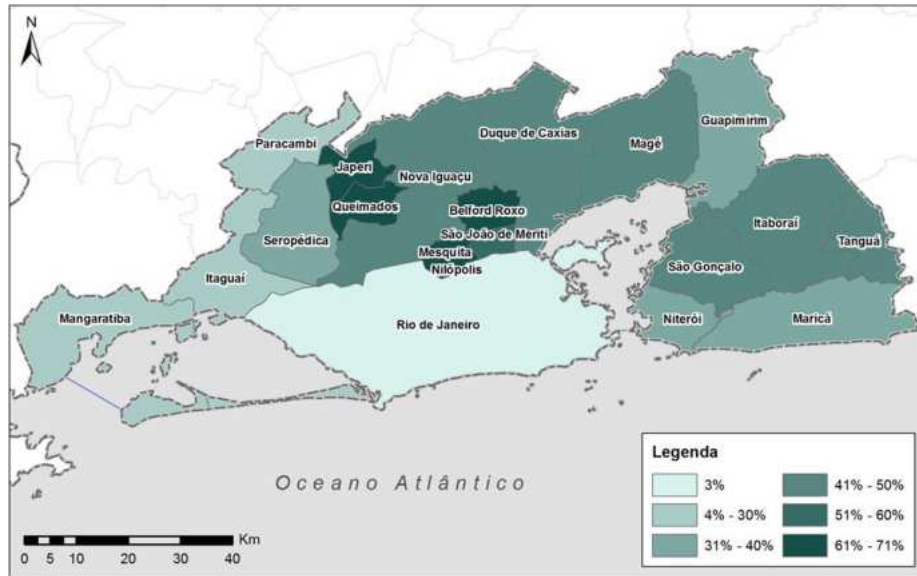 N
Guapimirim
Duque de Caxias
Magé
Paracambi
Japeri
Nova Iguaçu
Queimados
Belford Roxo
Itaboraí
São João de Meriti
Seropédica
Tanguá
Mesquita
São Gonçalo
Nilópolis
Itaguaí
Mangaratiba
Niterói
Maricá
Rio de Janeiro
Oceano Atlântico
Legenda
3%
41% - 50%
4% - 30%
51% - 60%
31% - 40%
61% - 71%
Km
0 5 10 20 30 40